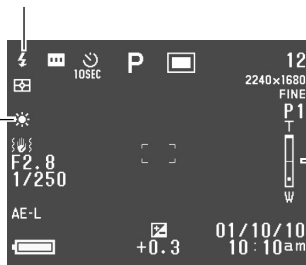 10SEC P 12
2240×1680
FINE
P1
T
F2.8
1/250
W
AE-L
+0.3
01/10/10
10:10am